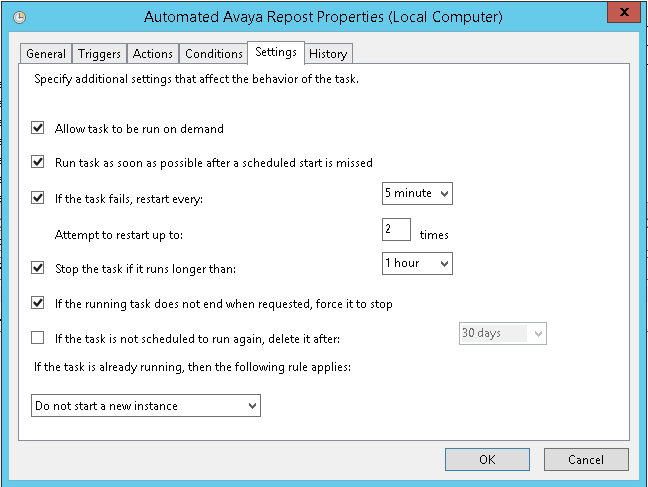 Automated Avaya Repost Properties (Local Computer)
x
General Triggers Actions Conditions Settings History
Specify additional settings that affect the behavior of the task.
Allow task to be run on demand
Run task as soon as possible after a scheduled start is missed
If the task fails, restart every: 5 minute
Attempt to restart up to: 2 times
Stop the task if it runs longer than: 1 hour
If the running task does not end when requested, force it to stop
If the task is not scheduled to run again, delete it after: 30 days
If the task is already running, then the following rule applies:
Do not start a new instance
OK Cancel